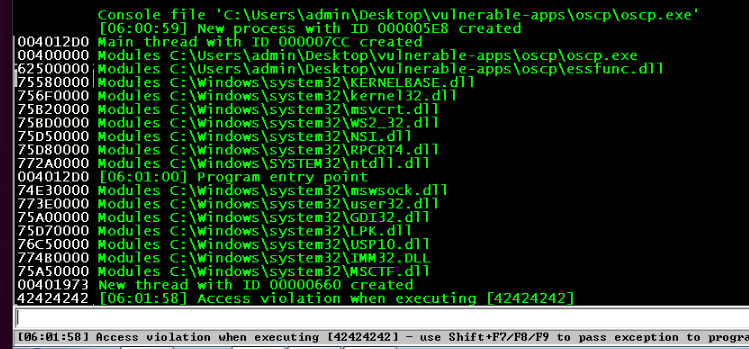 Console file 'C:\Users\admin\Desktop\vulnerable-apps\oscp\oscp.exe'
[06:00:59] New process with ID 000005E8 created
004012D0 Main thread with ID 000007CC created
00400000 Modules C:\Users\admin\Desktop\vulnerable-apps\oscp\oscp.exe
62500000 Modules C:\Users\admin\Desktop\vulnerable-apps\oscp\essfunc.dll
75580000 Modules C:\Windows\system32\KERNELBASE.dll
756F0000 Modules C:\Windows\system32\kernel32.dll
75B20000 Modules C:\Windows\system32\msvcrt.dll
75BD0000 Modules C:\Windows\system32\WS2_32.dll
75D50000 Modules C:\Windows\system32\NSI.dll
75D80000 Modules C:\Windows\system32\RPCRT4.dll
772A0000 Modules C:\Windows\SYSTEM32\ntdll.dll
004012D0 [06:01:00] Program entry point
74E30000 Modules C:\Windows\system32\mswsock.dll
773E0000 Modules C:\Windows\system32\user32.dll
75A00000 Modules C:\Windows\system32\GDI32.dll
75D70000 Modules C:\Windows\system32\LPK.dll
76C50000 Modules C:\Windows\system32\USP10.dll
774B0000 Modules C:\Windows\system32\IMM32.DLL
75A50000 Modules C:\Windows\system32\MSCTF.dll
00401973 New thread with ID 00000660 created
42424242 [06:01:58] Access violation when executing [42424242]
[06:01:58] Access violation when executing [42424242] - use Shift+F7/F8/F9 to pass exception to progra